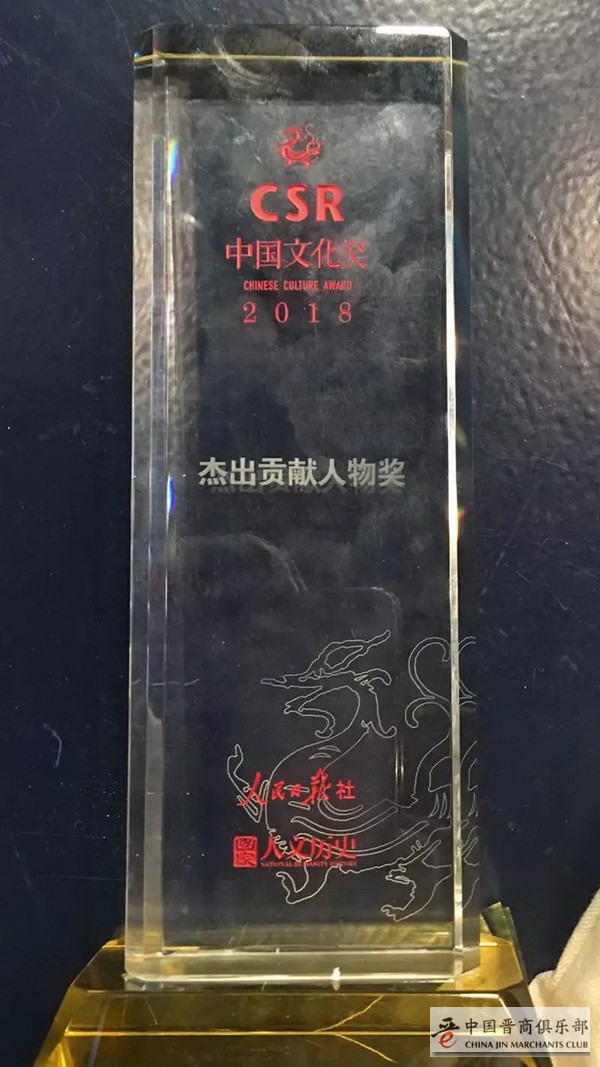 CSR
中国文化奖
CHINESE CULTURE AWARD
2018
杰出贡献人物奖
人民日报社
国家人文历史
NATIONAL HUMANITY HISTORY
中国晋商俱乐部
CHINA JIN MARCHANTS CLUB